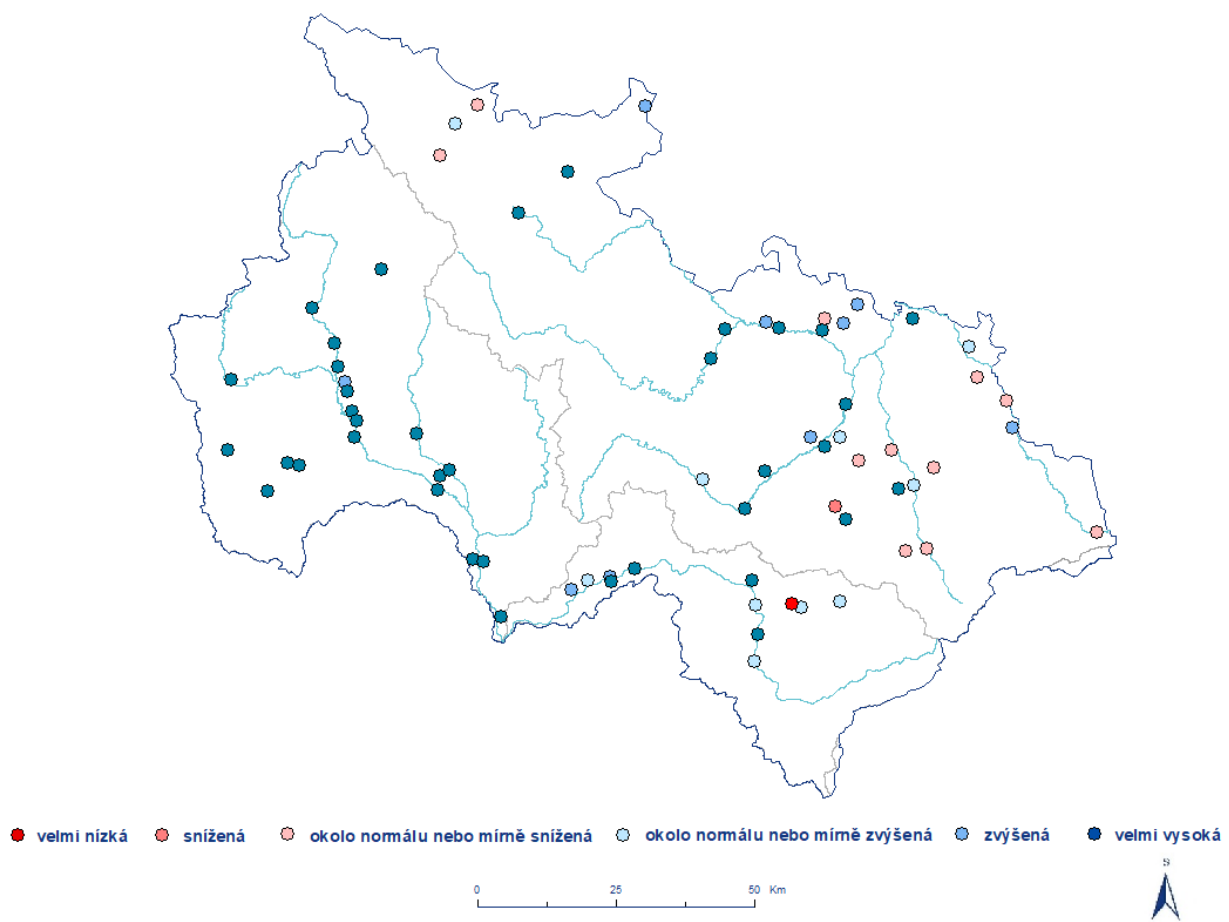 velmi nízká snížená okolo normálu nebo mírně snížená okolo normálu nebo mírně zvýšená zvýšená velmi vysoká
0 25 50 Km
S